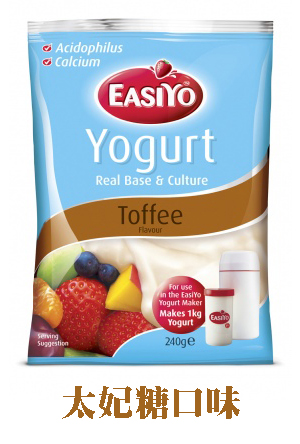 Acidophilus
Calcium
EASIYO
Yogurt
Real Base & Culture
Toffee
Flavour
For use
in the EasiYo
Yogurt Maker
Makes 1kg
Yogurt
EASIYO
Serving
Suggestion
240g e
太妃糖口味